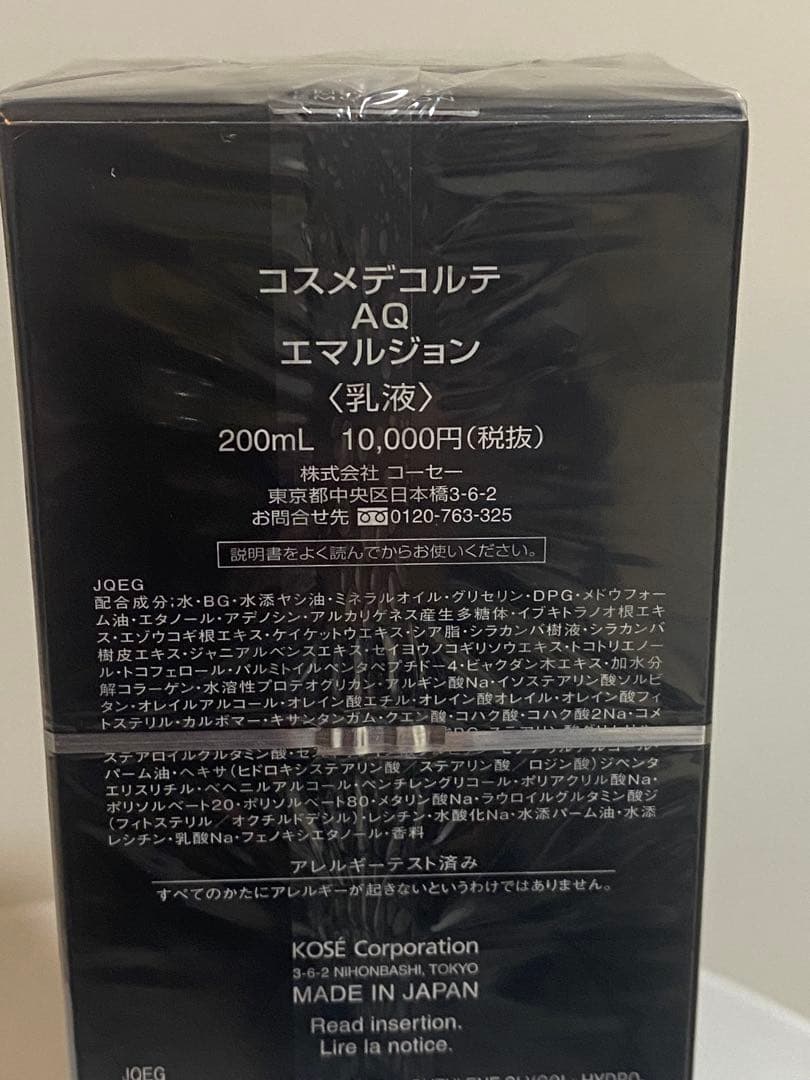 コスメデコルテ
AQ
エマルジョン
〈乳液〉
200mL 10,000円(税抜)
株式会社 コーセー
東京都中央区日本橋3-6-2
お問合せ先 0120-763-325
説明書をよく読んでからお使いください。
JQEG
配合成分;水・BG・水添ヤシ油・ミネラルオイル・グリセリン・DPG・メドウフォー
ム油・エタノール・アデノシン・アルカリゲネス産生多糖体・イブキトラノオ根エキ
ス・エゾウコギ根エキス・ケイケットウエキス・シア脂・シラカンバ樹液・シラカンバ
樹皮エキス・ジャニアルベンスエキス・セイヨウノコギリソウエキス・トコトリエノー
ル・トコフェロール・パルミトイルペンタペプチド-4・ビャクダン木エキス・加水分
解コラーゲン・水溶性プロテオグリカン・アルギン酸Na・イソステアリン酸ソルビ
タン・オレイルアルコール・オレイン酸エチル・オレイン酸オレイル・オレイン酸フィ
トステリル・カルボマー・キサンタンガム・クエン酸・コハク酸・コハク酸2Na・コメ
ステアロイルグルタミン酸・セ
パーム油・ヘキサ(ヒドロキシステアリン酸/ステアリン酸/ロジン酸)ジペンタ
エリスリチル・ベヘニルアルコール・ペンチレングリコール・ポリアクリル酸Na・
ポリソルベート20・ポリソルベート80・メタリン酸Na・ラウロイルグルタミン酸ジ
(フィトステリル/オクチルドデシル)・レシチン・水酸化Na・水添パーム油・水添
レシチン・乳酸Na・フェノキシエタノール・香料
アレルギーテスト済み
すべてのかたにアレルギーが起きないというわけではありません。
KOSÉ Corporation
3-6-2 NIHONBASHI, TOKYO
MADE IN JAPAN
Read insertion.
Lire la notice.
JQEG